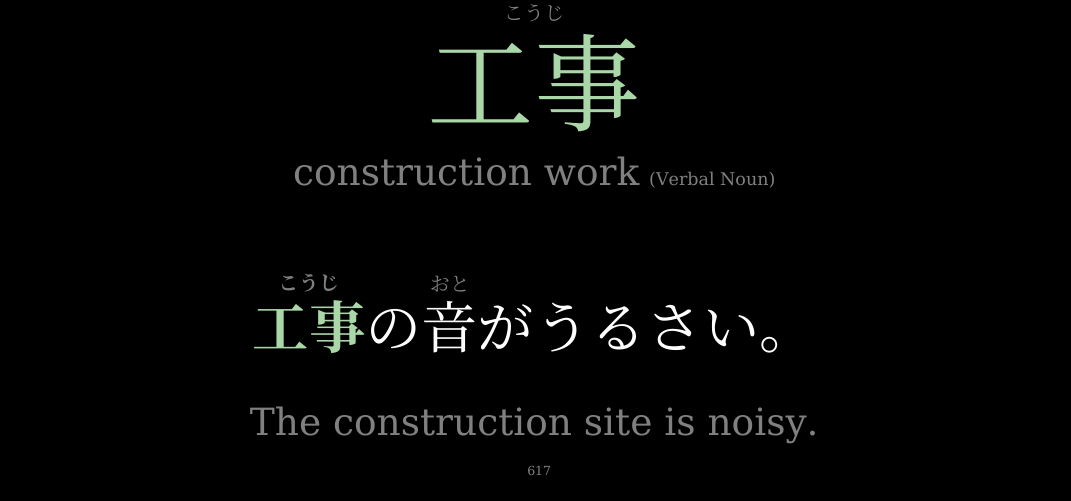 こうじ
工事
construction work (Verbal Noun)
こうじ おと
工事の音がうるさい。
The construction site is noisy.
617